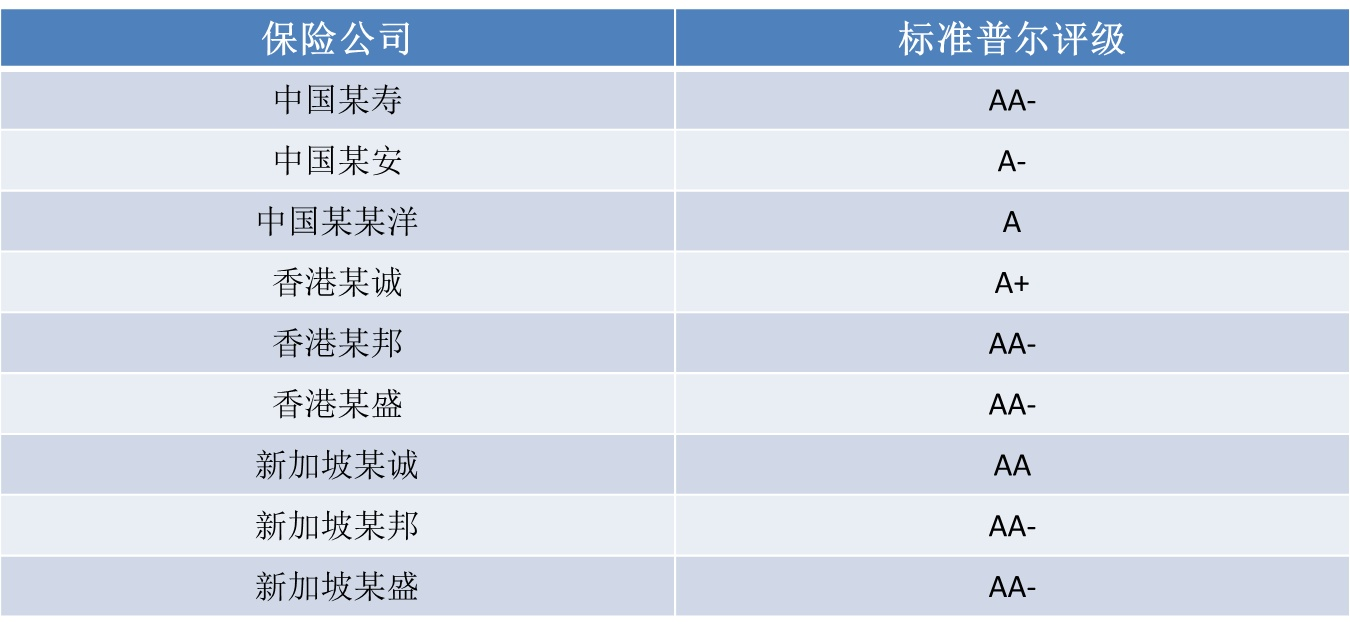 保险公司 标准普尔评级
中国某寿 AA-
中国某安 A-
中国某某洋 A
香港某诚 A+
香港某邦 AA-
香港某盛 AA-
新加坡某诚 AA
新加坡某邦 AA-
新加坡某盛 AA-